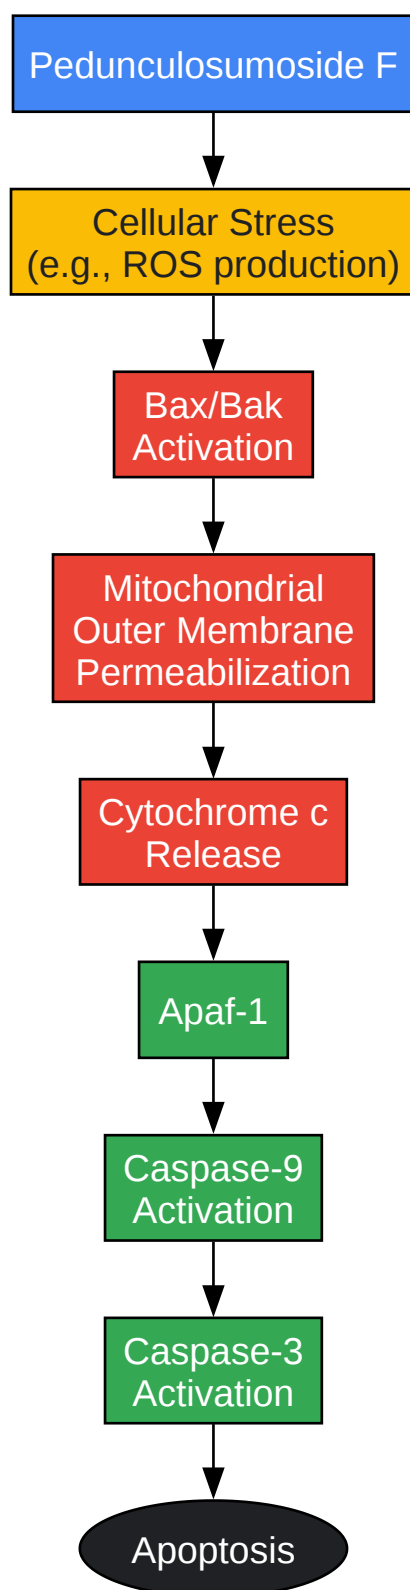 Pedunculosumoside F
Cellular Stress
(e.g., ROS production)
Bax/Bak
Activation
Mitochondrial
Outer Membrane
Permeabilization
Cytochrome c
Release
Apaf-1
Caspase-9
Activation
Caspase-3
Activation
Apoptosis